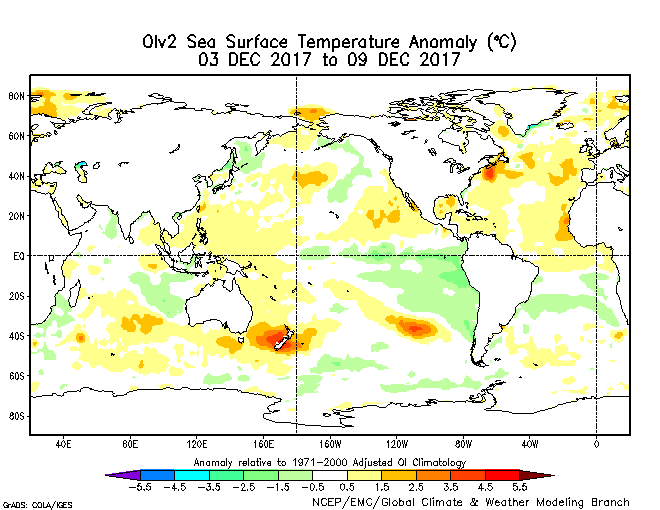 OIv2 Sea Surface Temperature Anomaly (°C)
03 DEC 2017 to 09 DEC 2017
80N
60N
40N
20N
EQ
20S
40S
60S
80S
40E 80E 120E 160E 160W 120W 80W 40W 0
Anomaly relative to 1971-2000 Adjusted OI Climatology
-5.5 -4.5 -3.5 -2.5 -1.5 -0.5 0.5 1.5 2.5 3.5 4.5 5.5
NCEP/EMC/Global Climate & Weather Modeling Branch
GrADS: COLA/IGES